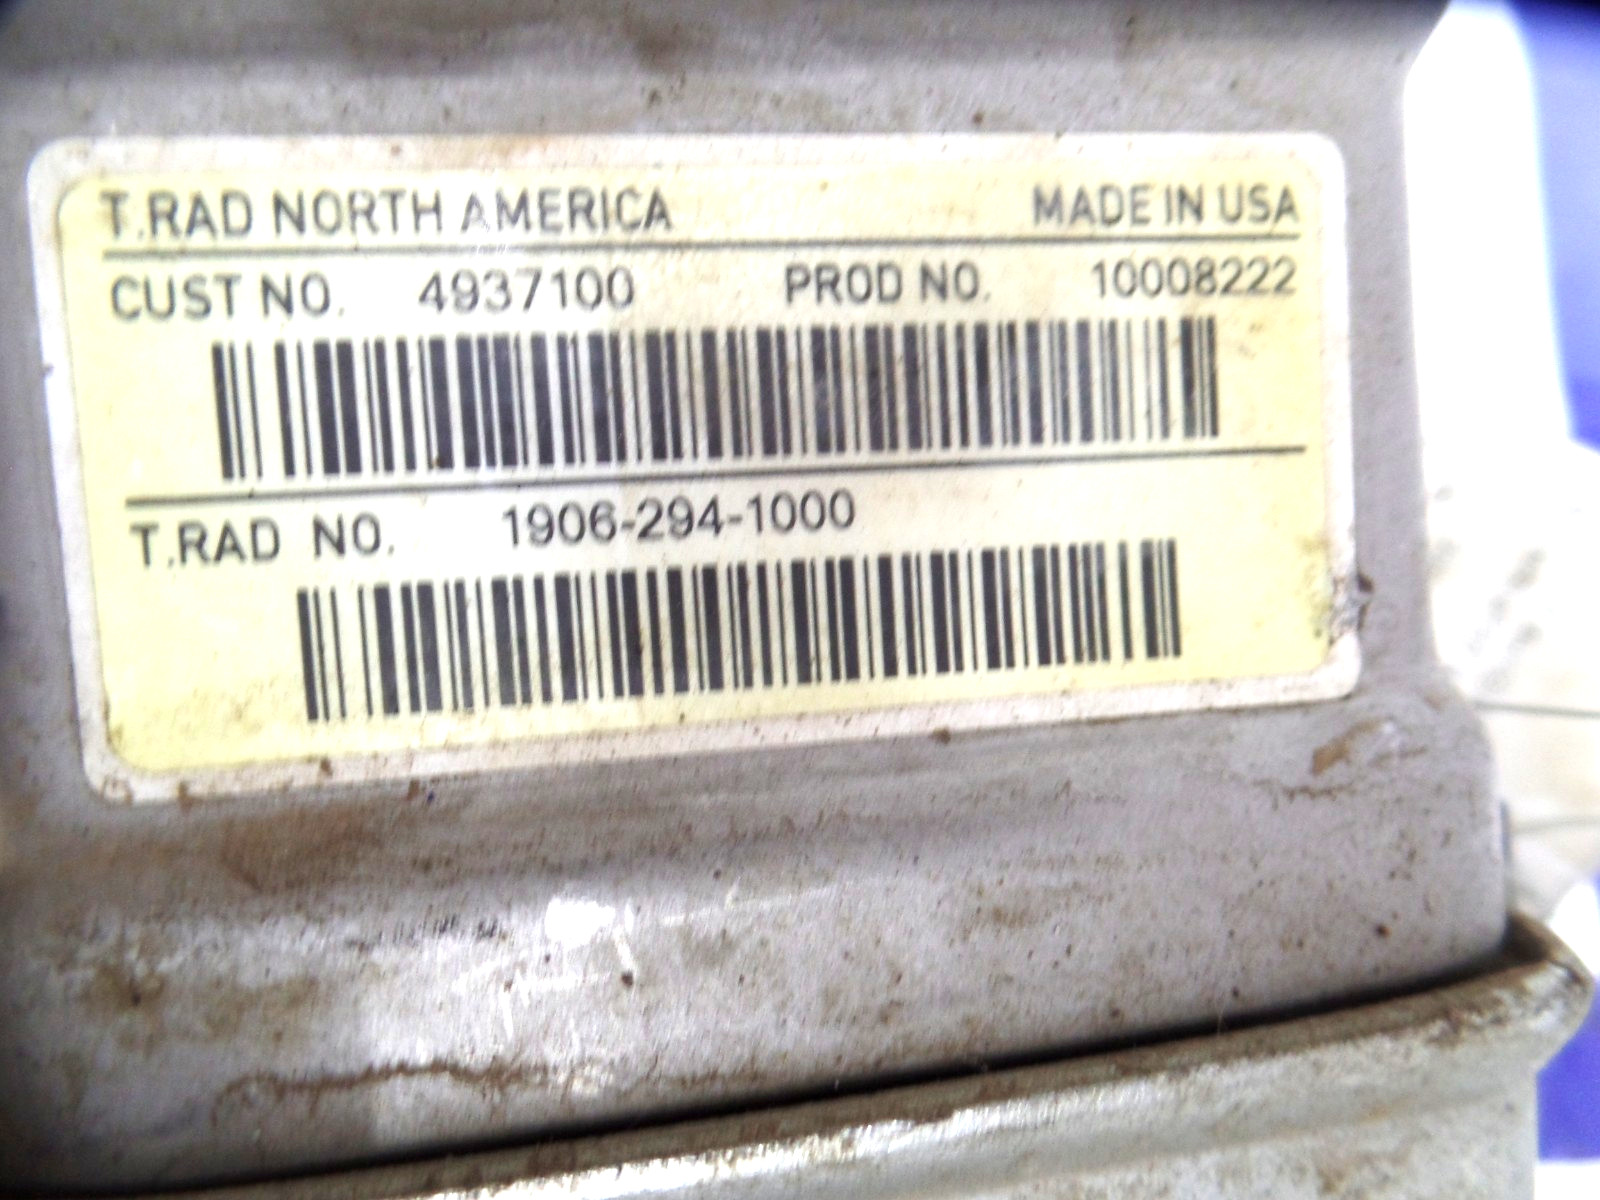 T.RAD NORTH AMERICA MADE IN USA
CUST NO. 4937100 PROD NO. 10008222
T.RAD NO. 1906-294-1000